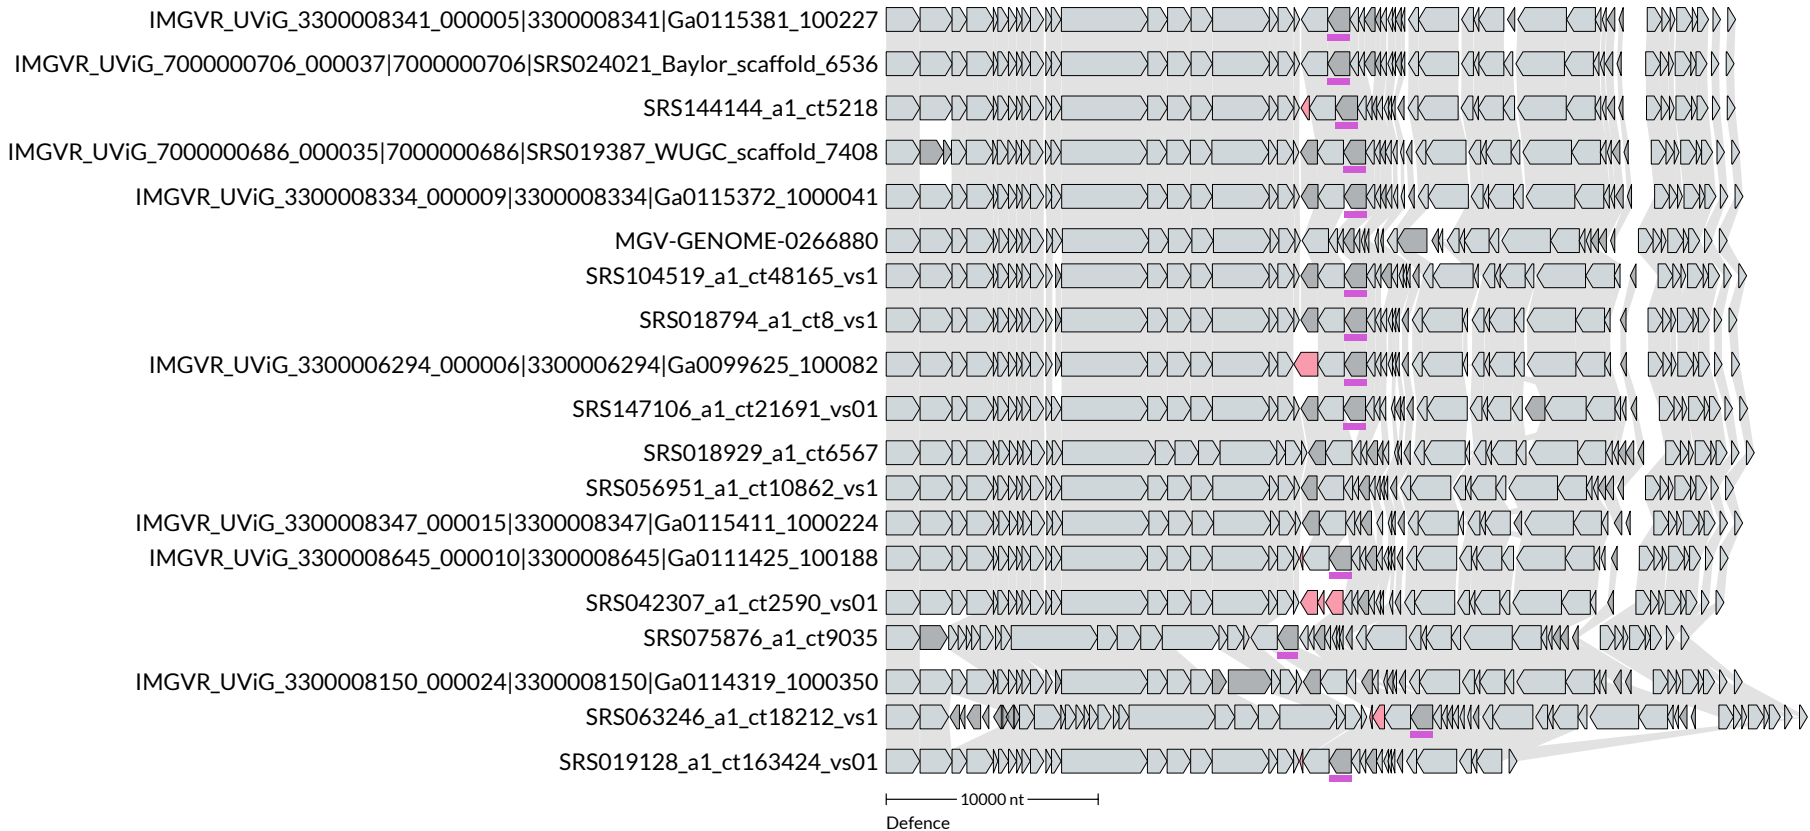 IMGVR_UViG_3300008341_000005|3300008341|Ga0115381_100227
IMGVR_UViG_7000000706_000037|7000000706|SRS024021_Baylor_scaffold_6536
SRS144144_a1_ct5218
IMGVR_UViG_7000000686_000035|7000000686|SRS019387_WUGC_scaffold_7408
IMGVR_UViG_3300008334_000009|3300008334|Ga0115372_1000041
MGV-GENOME-0266880
SRS104519_a1_ct48165_vs1
SRS018794_a1_ct8_vs1
IMGVR_UViG_3300006294_000006|3300006294|Ga0099625_100082
SRS147106_a1_ct21691_vs01
SRS018929_a1_ct6567
SRS056951_a1_ct10862_vs1
IMGVR_UViG_3300008347_000015|3300008347|Ga0115411_1000224
IMGVR_UViG_3300008645_000010|3300008645|Ga0111425_100188
SRS042307_a1_ct2590_vs01
SRS075876_a1_ct9035
IMGVR_UViG_3300008150_000024|3300008150|Ga0114319_1000350
SRS063246_a1_ct18212_vs1
SRS019128_a1_ct163424_vs01
10000 nt
Defence